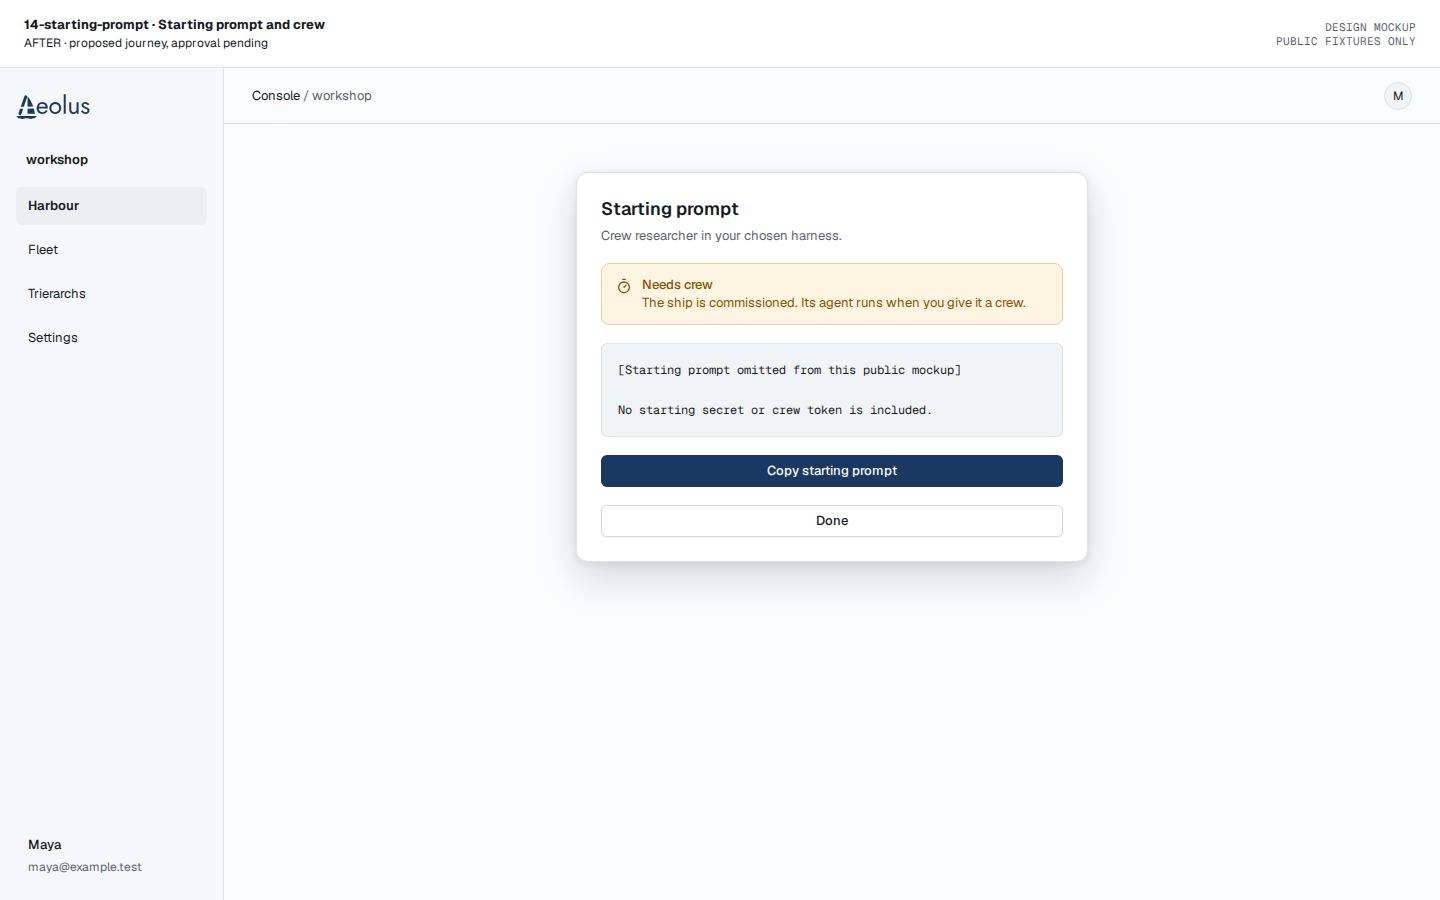 14-starting-prompt · Starting prompt and crew
AFTER · proposed journey, approval pending
DESIGN MOCKUP
PUBLIC FIXTURES ONLY
Aeolus
Console / workshop
M
workshop
Harbour
Fleet
Trierarchs
Settings
Starting prompt
Crew researcher in your chosen harness.
Needs crew
The ship is commissioned. Its agent runs when you give it a crew.
[Starting prompt omitted from this public mockup]
No starting secret or crew token is included.
Copy starting prompt
Done
Maya
maya@example.test